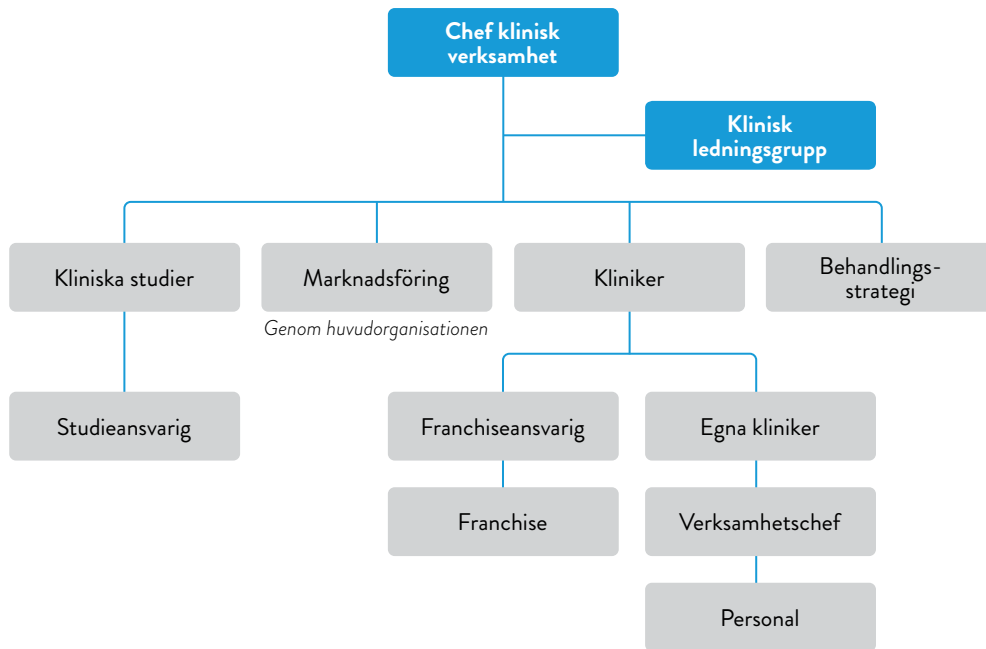 Chef klinisk
verksamhet
Klinisk
ledningsgrupp
Kliniska studier
Marknadsföring
Kliniker
Behandlings-
strategi
Genom huvudorganisationen
Studieansvarig
Franchiseansvarig
Egna kliniker
Franchise
Verksamhetschef
Personal